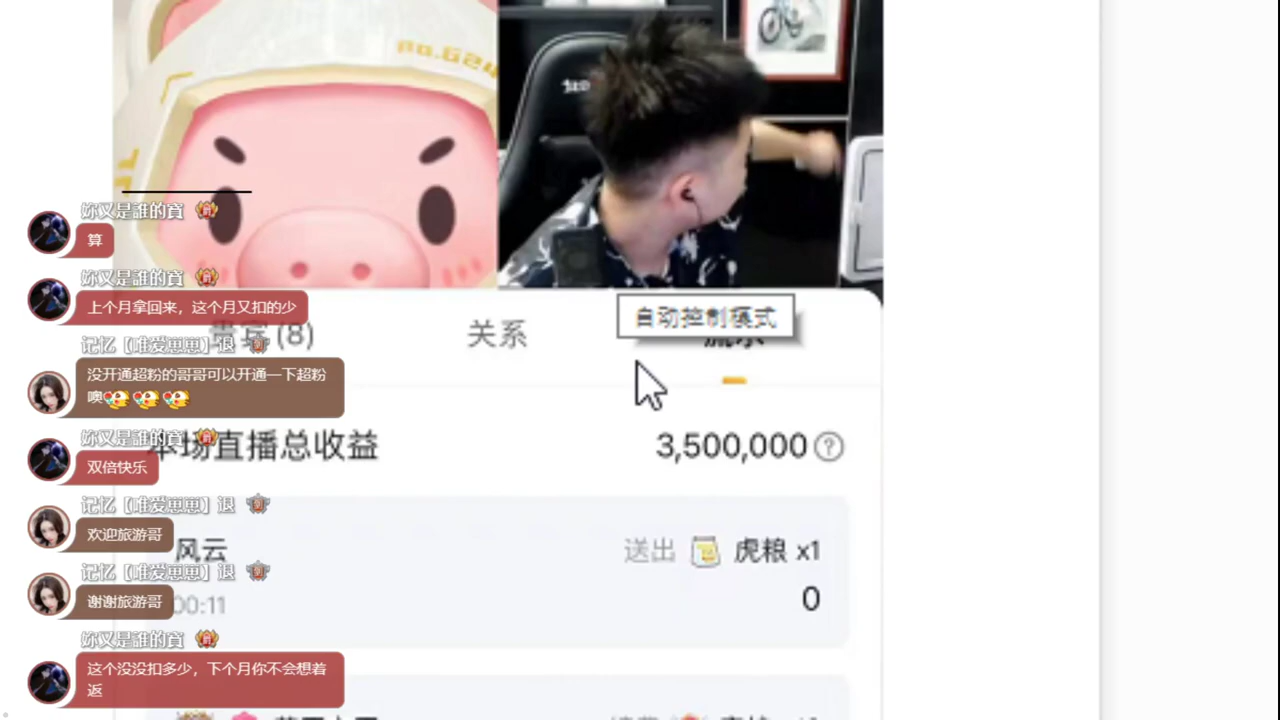 no.G24
妳又是誰的寶
算
妳又是誰的寶
上个月拿回来，这个月又扣的少
贵宾(8)
关系
自动控制模式
流水
记忆【唯爱思思】退
没开通超粉的哥哥可以开通一下超粉
噢
妳又是誰的寶
双倍快乐
本场直播总收益
3,500,000
记忆【唯爱思思】退
欢迎旅游哥
风云
送出 虎粮 x1
记忆【唯爱思思】退
谢谢旅游哥
00:11
0
妳又是誰的寶
这个没没扣多少，下个月你不会想着
返